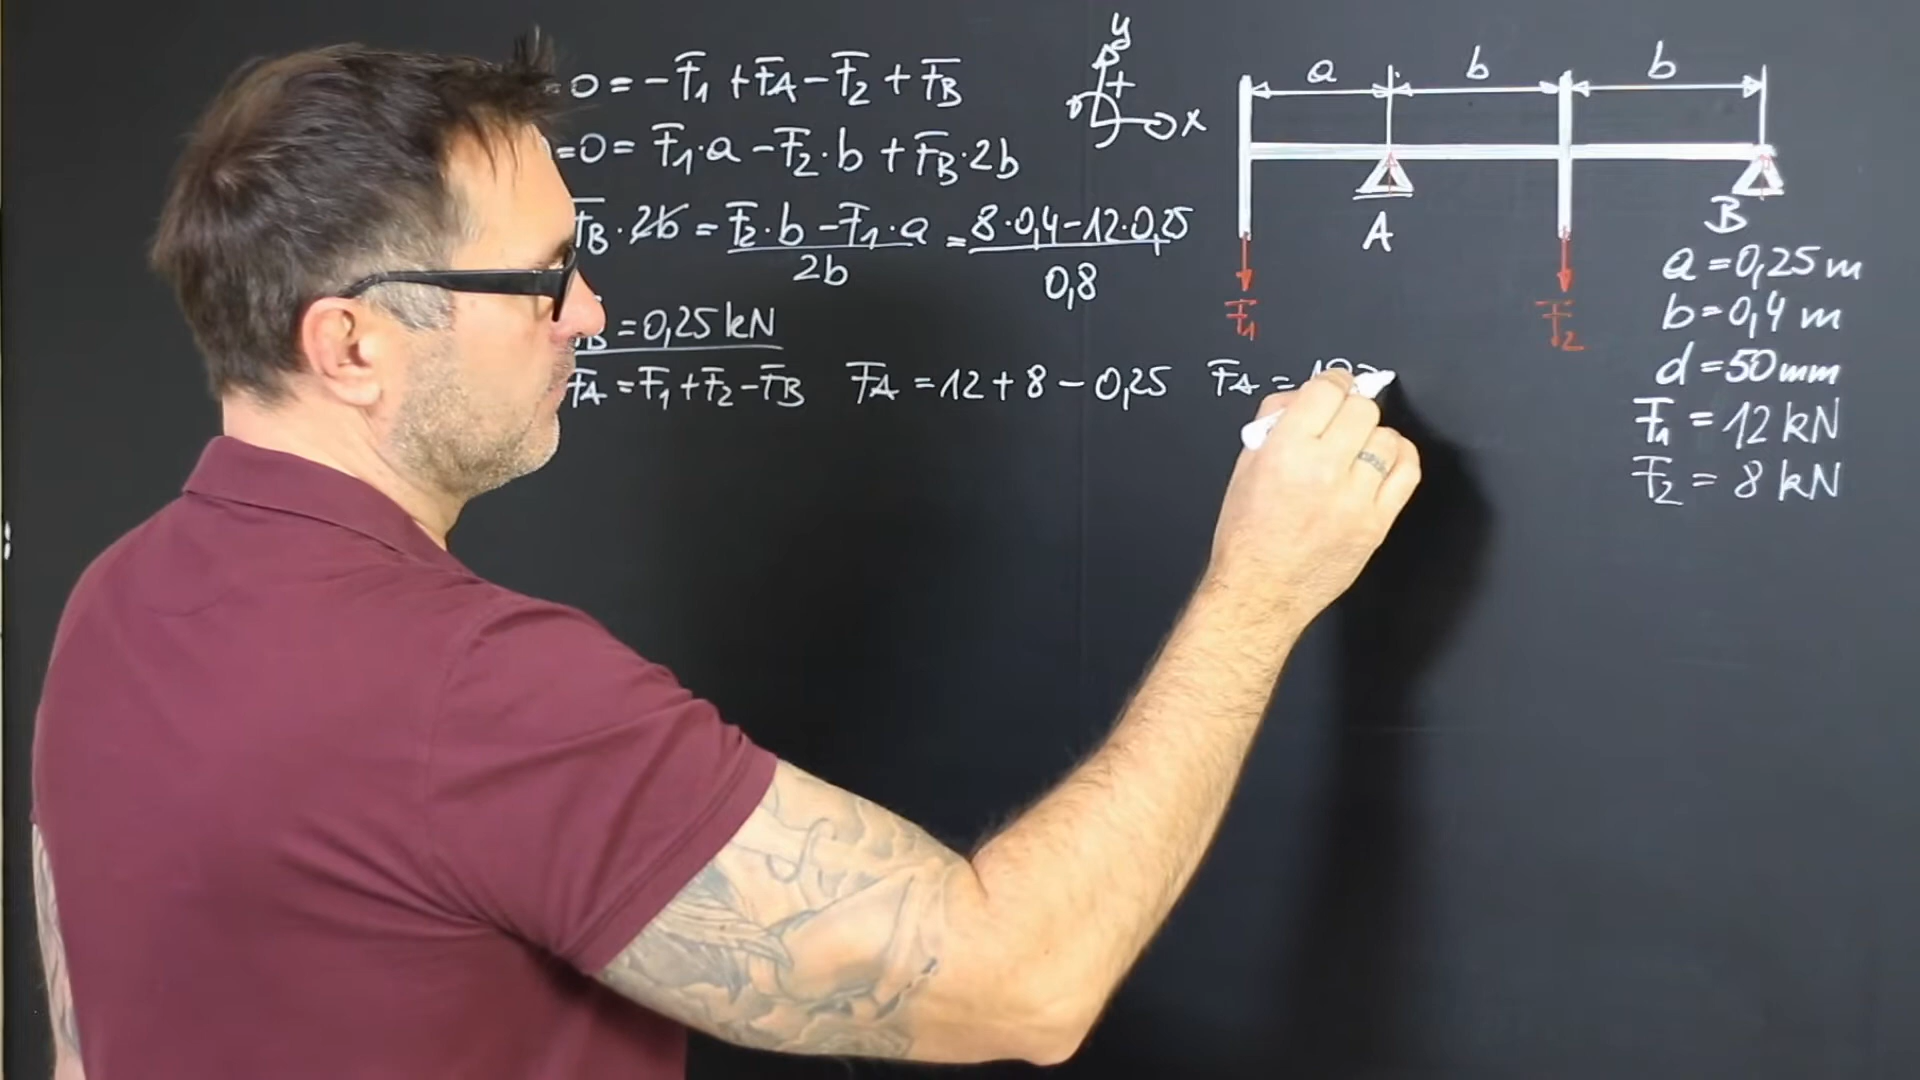 =0=-F1+FA-F2+FB
=0=F1·a-F2·b+FB·2b
FB·2b=F2·b-F1·a/2b=8·0,4-12·0,25/0,8
FB=0,25 kN
FA=F1+F2-FB FA=12+8-0,25 FA=
y
+
x
a b b
A
B
F1
F2
a=0,25 m
b=0,4 m
d=50 mm
F1=12 kN
F2=8 kN